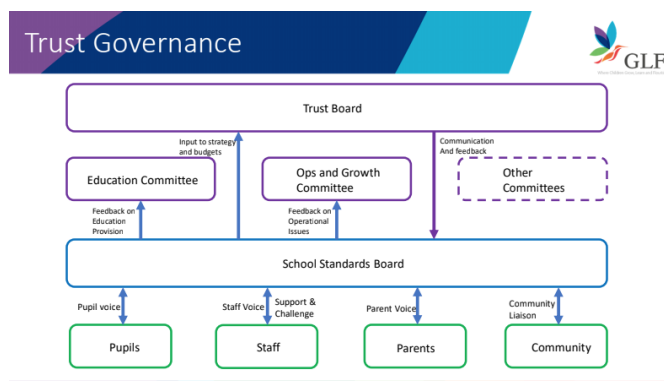 Trust Governance
GLF
Trust Board
Input to strategy
and budgets
Communication
And feedback
Education Committee
Ops and Growth
Committee
Other
Committees
Feedback on
Education
Provision
Feedback on
Operational
Issues
School Standards Board
Pupil voice
Staff Voice
Support &
Challenge
Parent Voice
Community
Liaison
Pupils
Staff
Parents
Community